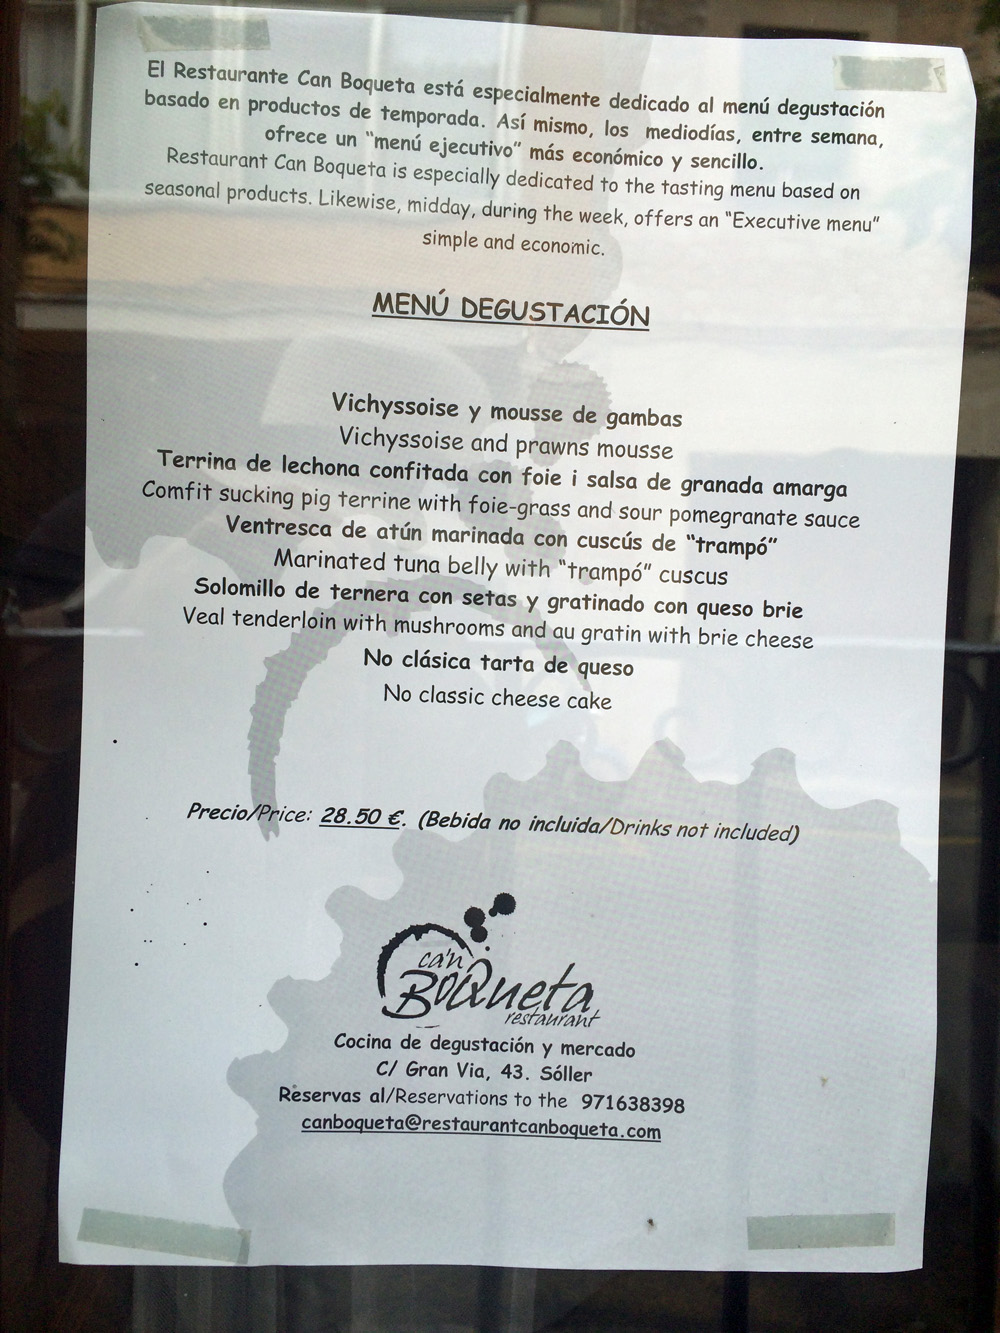 El Restaurante Can Boqueta está especialmente dedicado al menú degustación
basado en productos de temporada. Así mismo, los mediodías, entre semana,
ofrece un "menú ejecutivo" más económico y sencillo.
Restaurant Can Boqueta is especially dedicated to the tasting menu based on
seasonal products. Likewise, midday, during the week, offers an "Executive menu"
simple and economic.
MENÚ DEGUSTACIÓN
Vichyssoise y mousse de gambas
Vichyssoise and prawns mousse
Terrina de lechona confitada con foie i salsa de granada amarga
Comfit sucking pig terrine with foie-grass and sour pomegranate sauce
Ventresca de atún marinada con cuscús de "trampó"
Marinated tuna belly with "trampó" cuscus
Solomillo de ternera con setas y gratinado con queso brie
Veal tenderloin with mushrooms and au gratin with brie cheese
No clásica tarta de queso
No classic cheese cake
Precio/Price: 28.50 €. (Bebida no incluida/Drinks not included)
ca'n
BOQueta
restaurant
Cocina de degustación y mercado
C/ Gran Via, 43. Sóller
Reservas al/Reservations to the 971638398
canboqueta@restaurantcanboqueta.com